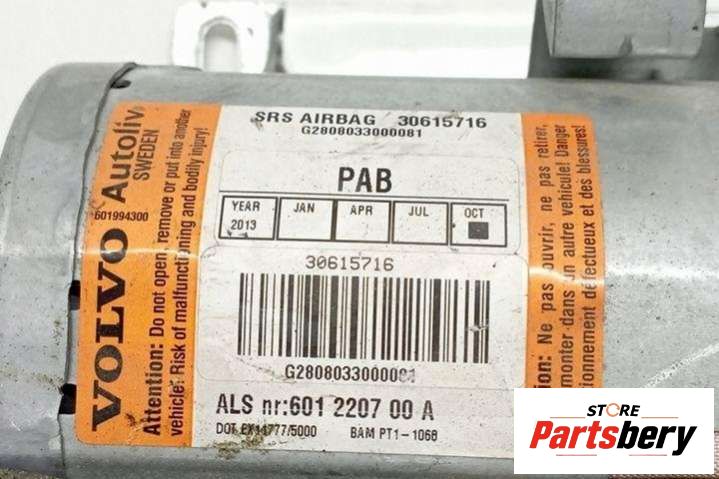 VOLVO Autoliv
SWEDEN
601994300
Attention: Do not open, remove or put into another
vehicle! Risk of malfunctioning and bodily injury!
SRS AIRBAG 30615716
G2808033000081
PAB
YEAR JAN APR JUL OCT
2013
30615716
G2808033000081
ALS nr:601 2207 00 A
DOT EX14777/5000 BAM PT1-1068
Attention: Ne pas ouvrir, ne pas retirer,
monter dans un autre vehicule! Danger
fonctionnement défectueux et des blessures!
STORE
Partsbery